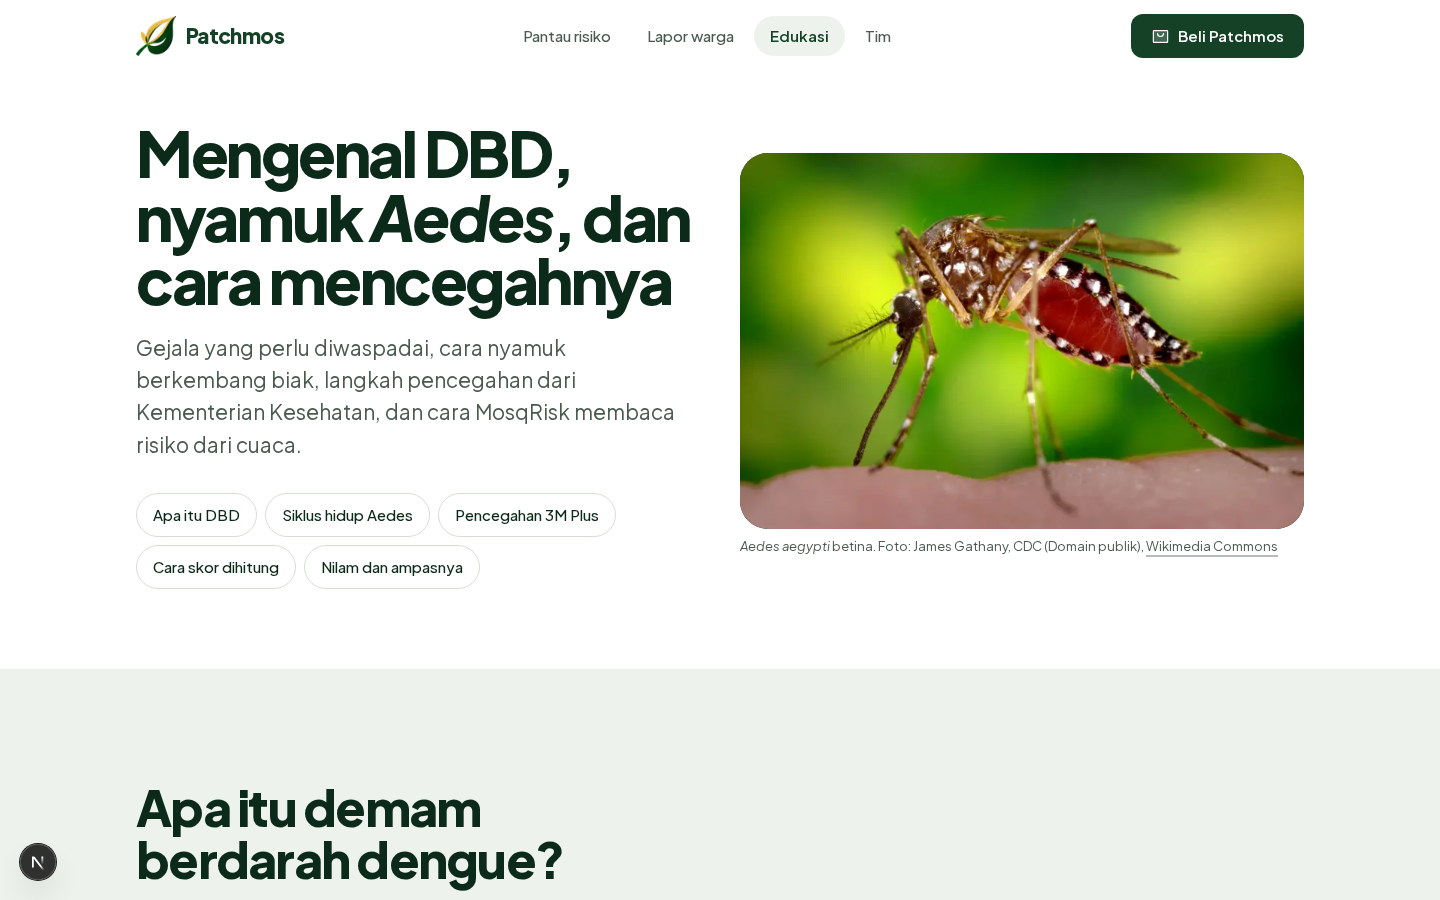 Patchmos
Pantau risiko
Lapor warga
Edukasi
Tim
Beli Patchmos
Mengenal DBD,
nyamuk Aedes, dan
cara mencegahnya
Gejala yang perlu diwaspadai, cara nyamuk
berkembang biak, langkah pencegahan dari
Kementerian Kesehatan, dan cara MosqRisk membaca
risiko dari cuaca.
Apa itu DBD
Siklus hidup Aedes
Pencegahan 3M Plus
Cara skor dihitung
Nilam dan ampasnya
Aedes aegypti betina. Foto: James Gathany, CDC (Domain publik), Wikimedia Commons
Apa itu demam
berdarah dengue?
N